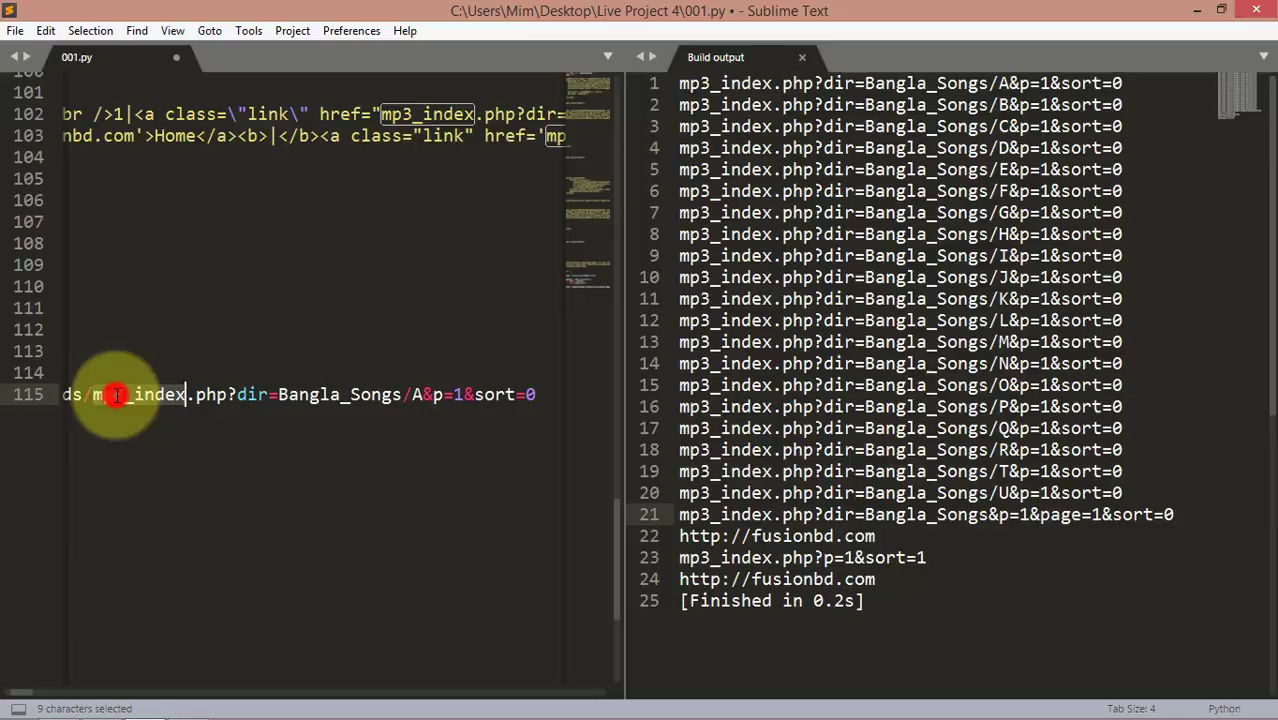 C:\Users\Mim\Desktop\Live Project 4\001.py • - Sublime Text
File Edit Selection Find View Goto Tools Project Preferences Help
001.py
Build output
100
101
102 br />1|<a class=\"link\" href="mp3_index.php?dir=
103 nbd.com'>Home</a><b>|</b><a class="link" href='mp
104
105
106
107
108
109
110
111
112
113
114
115 ds/mp3_index.php?dir=Bangla_Songs/A&p=1&sort=0
1 mp3_index.php?dir=Bangla_Songs/A&p=1&sort=0
2 mp3_index.php?dir=Bangla_Songs/B&p=1&sort=0
3 mp3_index.php?dir=Bangla_Songs/C&p=1&sort=0
4 mp3_index.php?dir=Bangla_Songs/D&p=1&sort=0
5 mp3_index.php?dir=Bangla_Songs/E&p=1&sort=0
6 mp3_index.php?dir=Bangla_Songs/F&p=1&sort=0
7 mp3_index.php?dir=Bangla_Songs/G&p=1&sort=0
8 mp3_index.php?dir=Bangla_Songs/H&p=1&sort=0
9 mp3_index.php?dir=Bangla_Songs/I&p=1&sort=0
10 mp3_index.php?dir=Bangla_Songs/J&p=1&sort=0
11 mp3_index.php?dir=Bangla_Songs/K&p=1&sort=0
12 mp3_index.php?dir=Bangla_Songs/L&p=1&sort=0
13 mp3_index.php?dir=Bangla_Songs/M&p=1&sort=0
14 mp3_index.php?dir=Bangla_Songs/N&p=1&sort=0
15 mp3_index.php?dir=Bangla_Songs/O&p=1&sort=0
16 mp3_index.php?dir=Bangla_Songs/P&p=1&sort=0
17 mp3_index.php?dir=Bangla_Songs/Q&p=1&sort=0
18 mp3_index.php?dir=Bangla_Songs/R&p=1&sort=0
19 mp3_index.php?dir=Bangla_Songs/T&p=1&sort=0
20 mp3_index.php?dir=Bangla_Songs/U&p=1&sort=0
21 mp3_index.php?dir=Bangla_Songs&p=1&page=1&sort=0
22 http://fusionbd.com
23 mp3_index.php?p=1&sort=1
24 http://fusionbd.com
25 [Finished in 0.2s]
9 characters selected
Tab Size: 4
Python